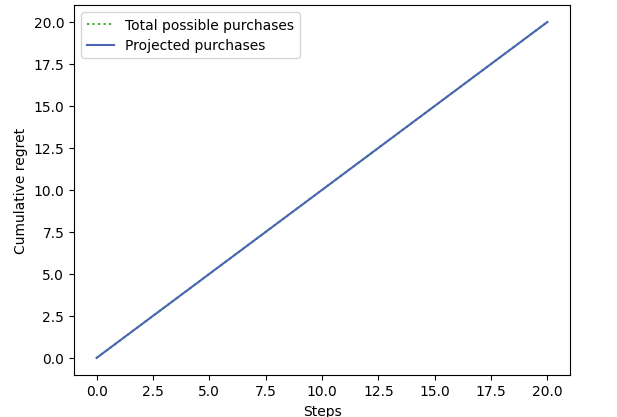 Total possible purchases
Projected purchases
Cumulative regret
20.0
17.5
15.0
12.5
10.0
7.5
5.0
2.5
0.0
0.0 2.5 5.0 7.5 10.0 12.5 15.0 17.5 20.0
Steps